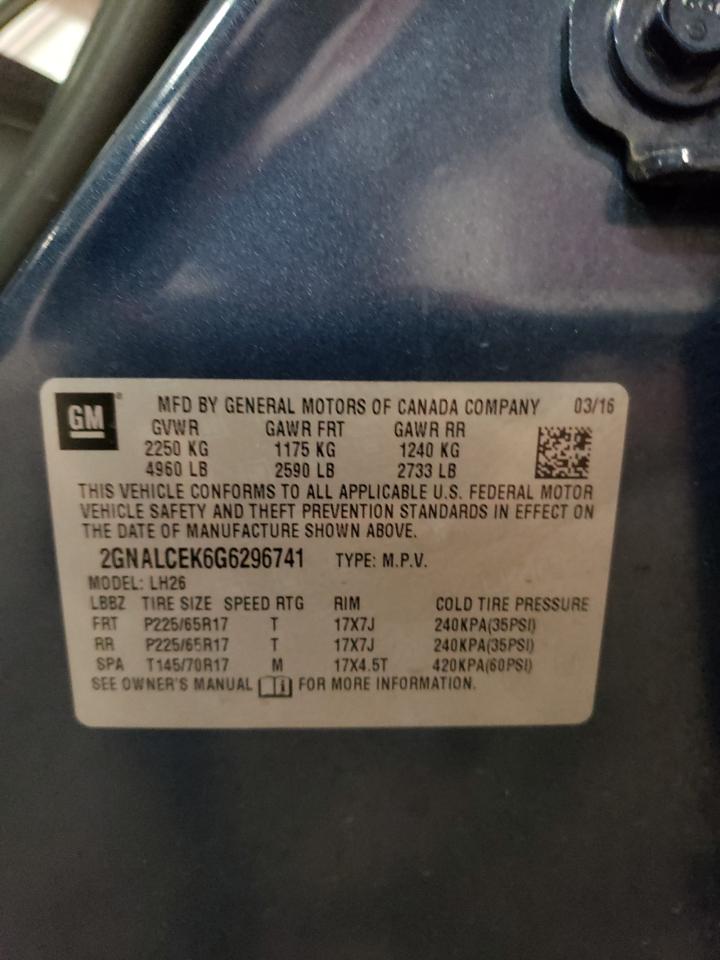 GM
MFD BY GENERAL MOTORS OF CANADA COMPANY 03/16
GVWR GAWR FRT GAWR RR
2250 KG 1175 KG 1240 KG
4960 LB 2590 LB 2733 LB
THIS VEHICLE CONFORMS TO ALL APPLICABLE U.S. FEDERAL MOTOR
VEHICLE SAFETY AND THEFT PREVENTION STANDARDS IN EFFECT ON
THE DATE OF MANUFACTURE SHOWN ABOVE.
2GNALCEK6G6296741 TYPE: M.P.V.
MODEL: LH26
LBBZ TIRE SIZE SPEED RTG RIM COLD TIRE PRESSURE
FRT P225/65R17 T 17X7J 240KPA(35PSI)
RR P225/65R17 T 17X7J 240KPA(35PSI)
SPA T145/70R17 M 17X4.5T 420KPA(60PSI)
SEE OWNER'S MANUAL FOR MORE INFORMATION.